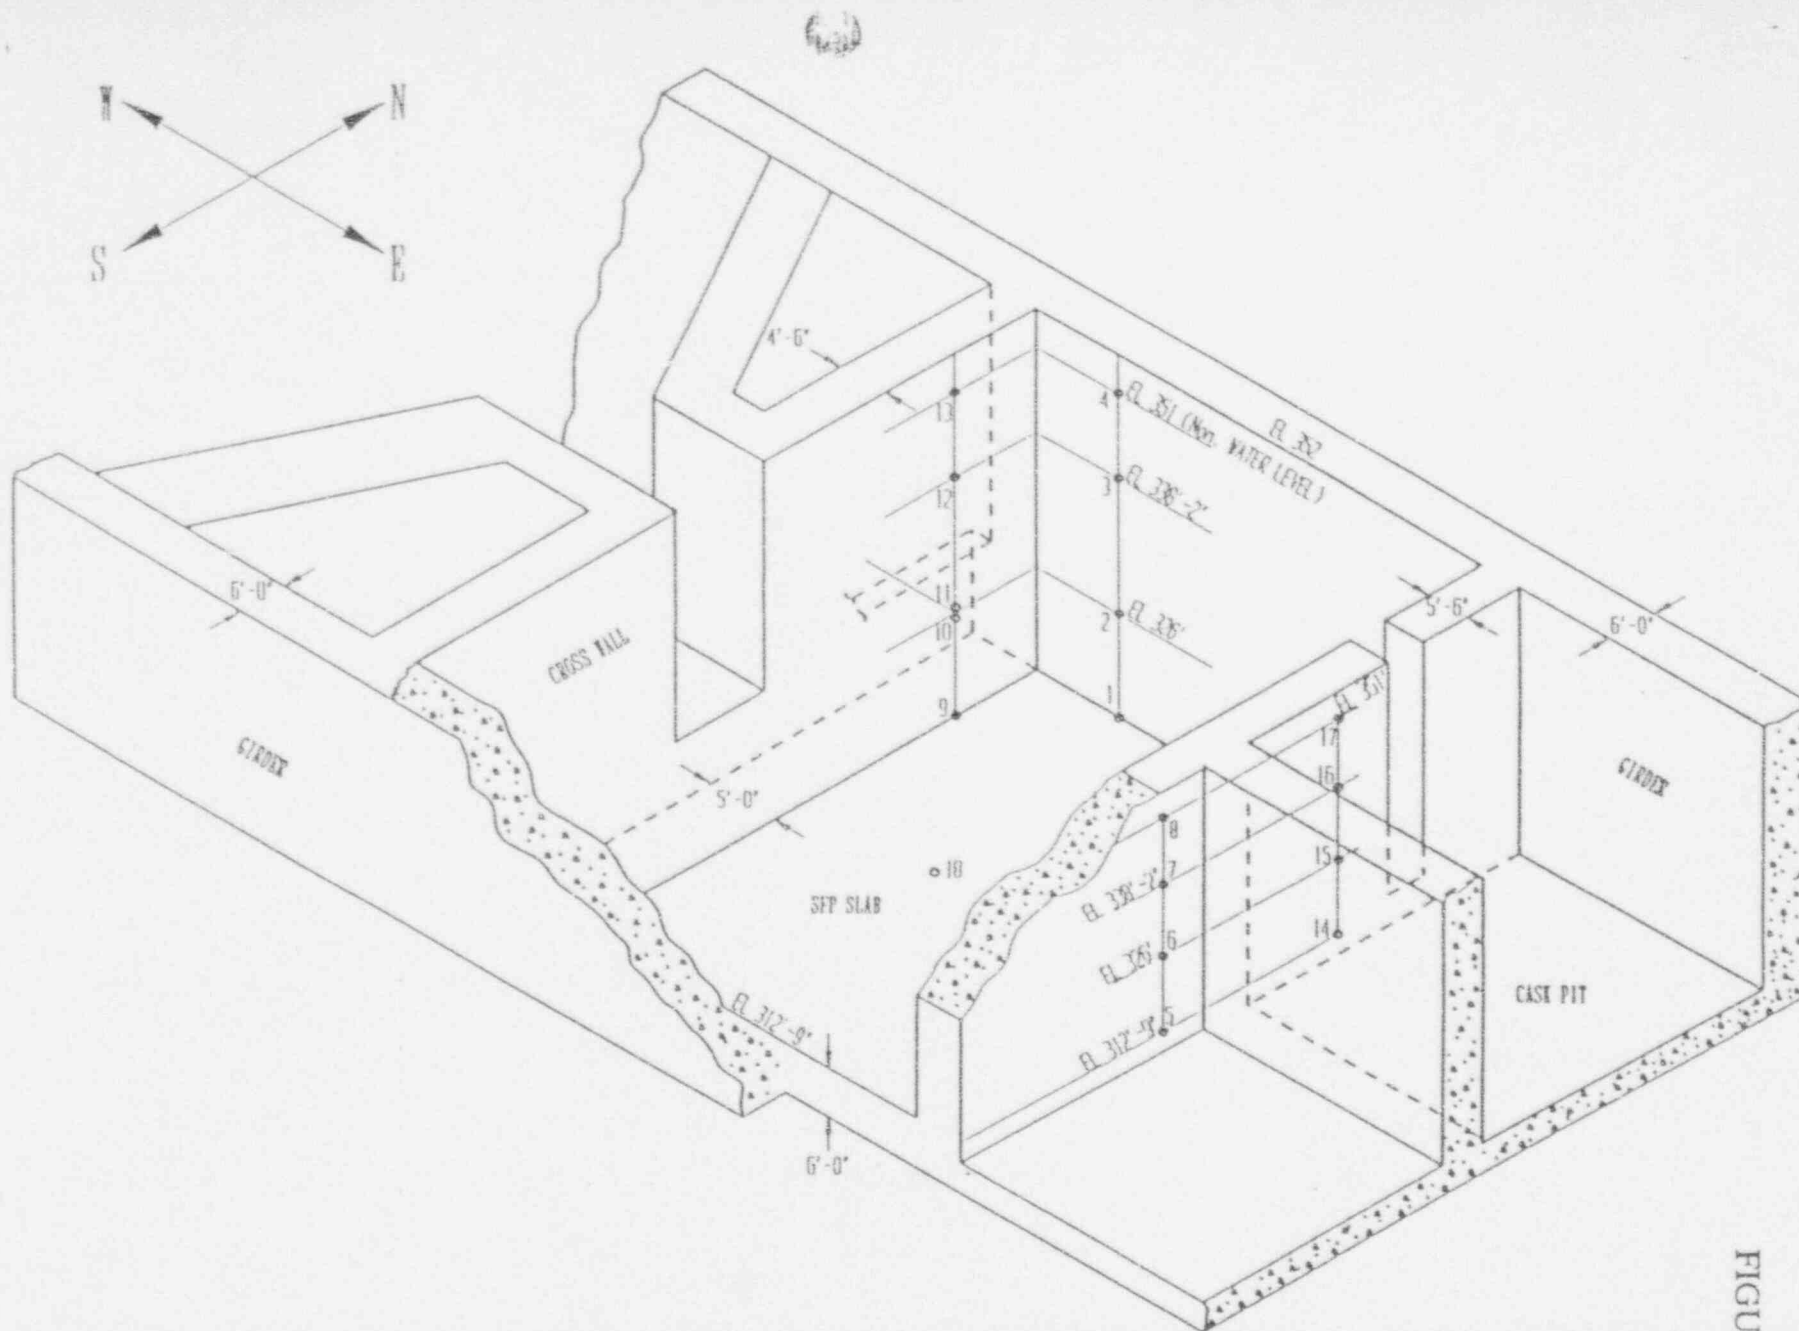 W
N
S
E
4'-6"
13
4
EL 351 (Nom. WATER LEVEL)
EL 352
12
3
EL 336'-2"
6'-0"
11
10
2
EL 326'
5'-6"
6'-0"
CROSS WALL
9
1
EL 351'
17
GIRDER
5'-0"
16
GIRDER
8
18
7
15
EL 338'-2"
SFP SLAB
14
6
EL 326'
CASK PIT
EL 312'-9"
5
EL 312'-9"
6'-0"
FIGU